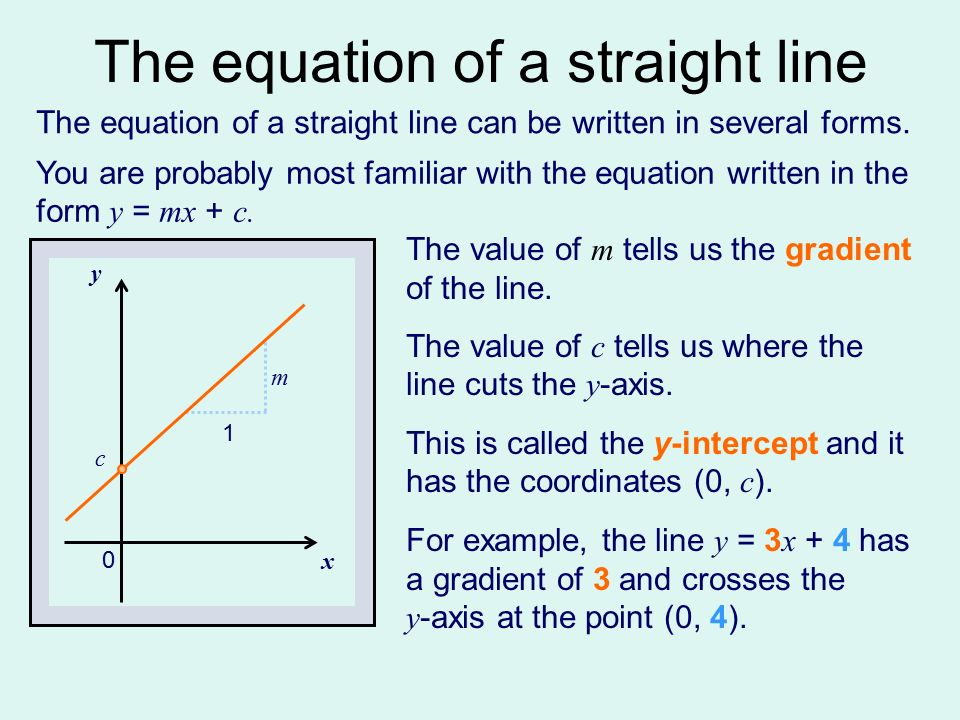 The equation of a straight line
The equation of a straight line can be written in several forms.
You are probably most familiar with the equation written in the
form y = mx + c.
y
m
1
c
0
x
The value of m tells us the gradient
of the line.
The value of c tells us where the
line cuts the y-axis.
This is called the y-intercept and it
has the coordinates (0, c).
For example, the line y = 3x + 4 has
a gradient of 3 and crosses the
y-axis at the point (0, 4).